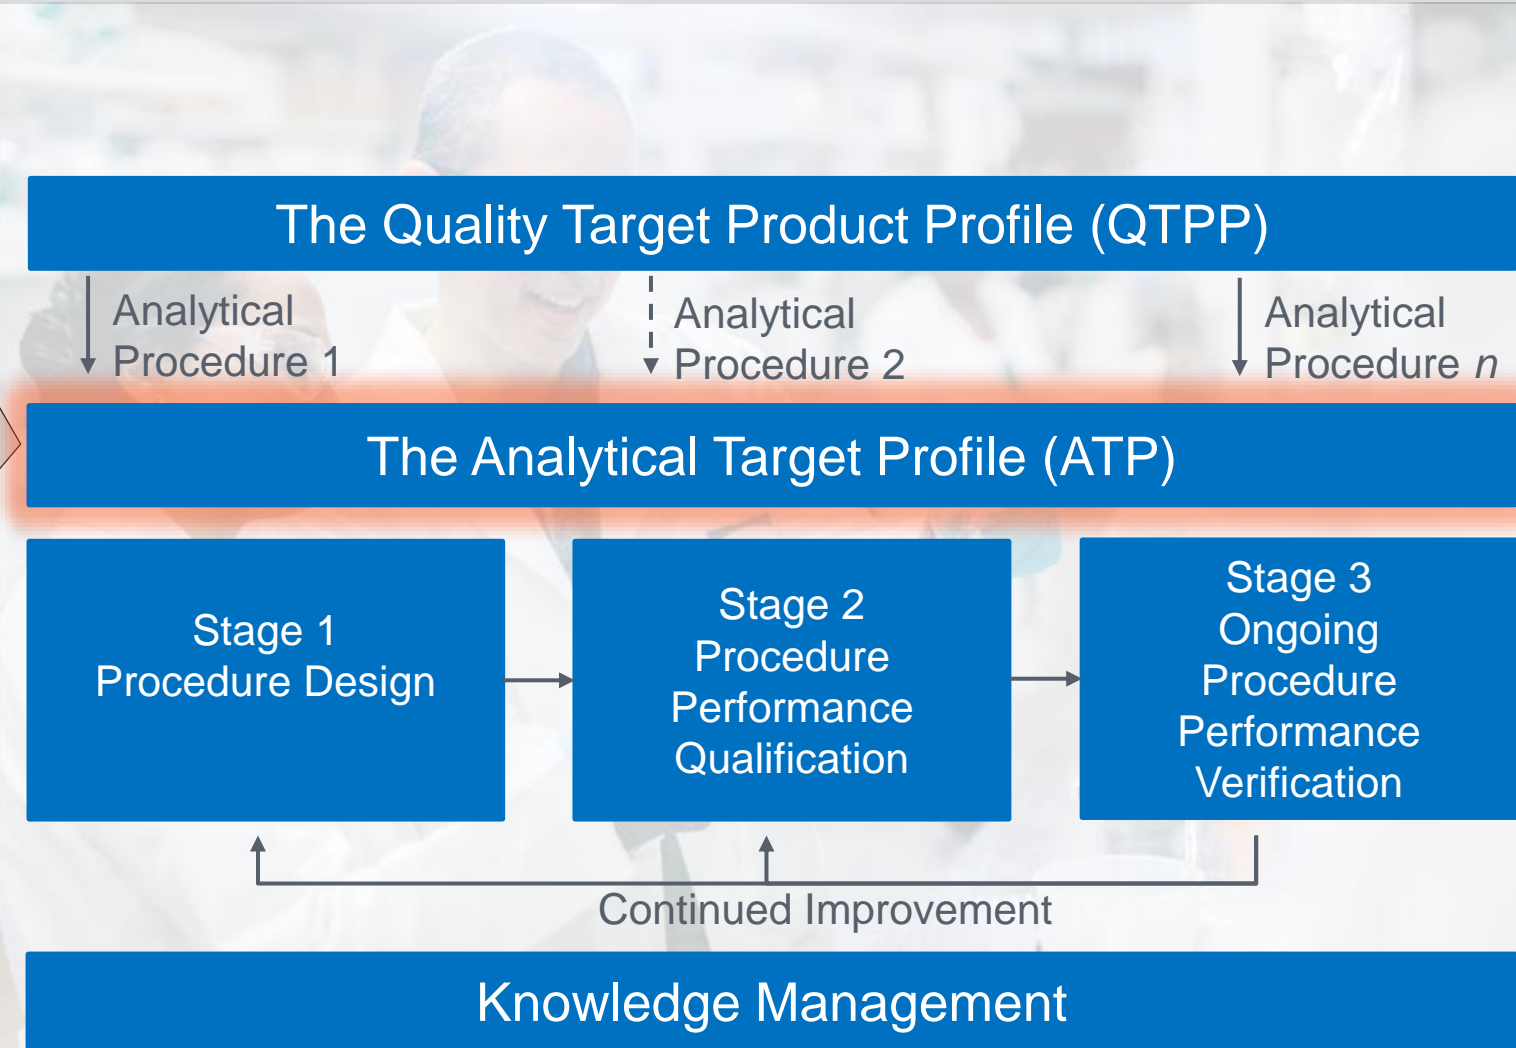 The Quality Target Product Profile (QTPP)
Analytical
Procedure 1
Analytical
Procedure 2
Analytical
Procedure n
The Analytical Target Profile (ATP)
Stage 1
Procedure Design
Stage 2
Procedure
Performance
Qualification
Stage 3
Ongoing
Procedure
Performance
Verification
Continued Improvement
Knowledge Management